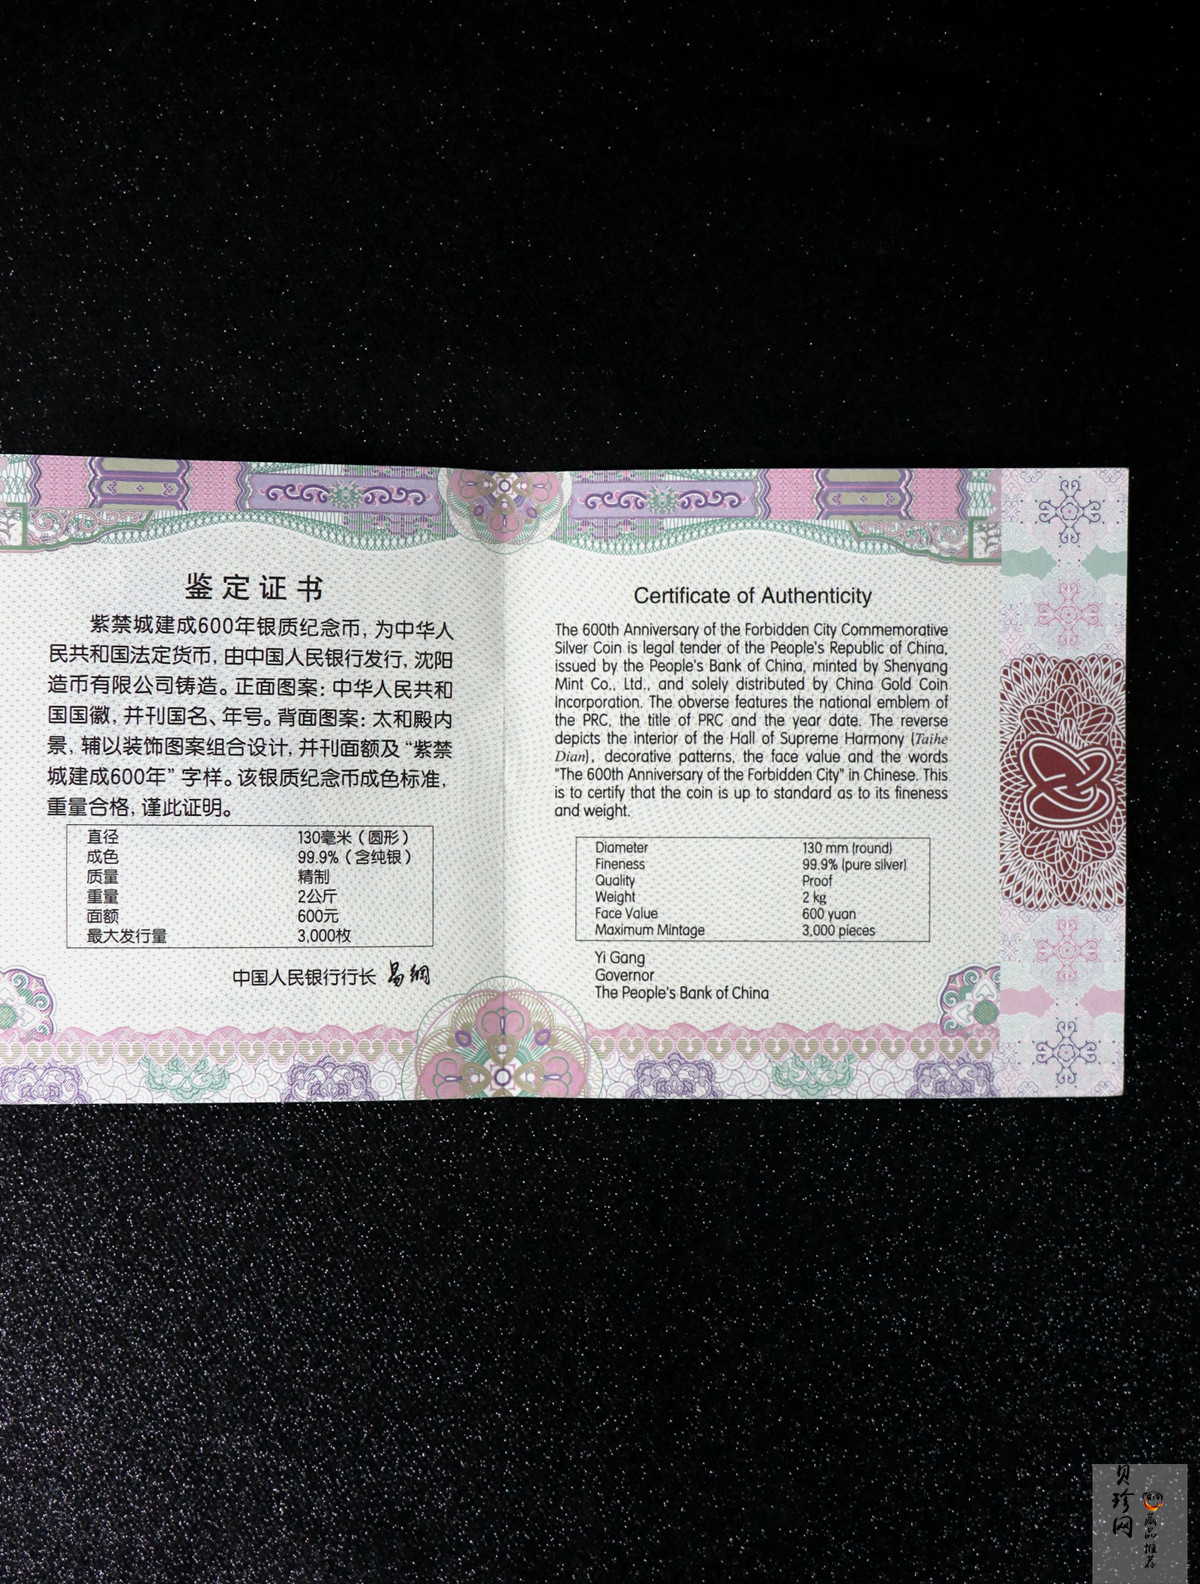 鉴定证书
紫禁城建成600年银质纪念币，为中华人
民共和国法定货币，由中国人民银行发行，沈阳
造币有限公司铸造。正面图案：中华人民共和
国国徽，并刊国名、年号。背面图案：太和殿内
景，辅以装饰图案组合设计，并刊面额及“紫禁
城建成600年”字样。该银质纪念币成色标准，
重量合格，谨此证明。
直径 130毫米（圆形）
成色 99.9%（含纯银）
质量 精制
重量 2公斤
面额 600元
最大发行量 3,000枚
中国人民银行行长 易纲
Certificate of Authenticity
The 600th Anniversary of the Forbidden City Commemorative
Silver Coin is legal tender of the People's Republic of China,
issued by the People's Bank of China, minted by Shenyang
Mint Co., Ltd., and solely distributed by China Gold Coin
Incorporation. The obverse features the national emblem of
the PRC, the title of PRC and the year date. The reverse
depicts the interior of the Hall of Supreme Harmony (Taihe
Dian), decorative patterns, the face value and the words
"The 600th Anniversary of the Forbidden City" in Chinese. This
is to certify that the coin is up to standard as to its fineness
and weight.
Diameter 130 mm (round)
Fineness 99.9% (pure silver)
Quality Proof
Weight 2 kg
Face Value 600 yuan
Maximum Mintage 3,000 pieces
Yi Gang
Governor
The People's Bank of China
贝珍网
藏品推荐